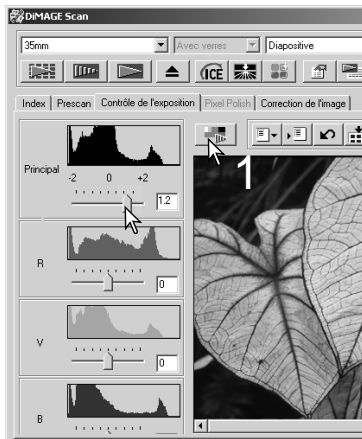 DiMAGE Scan
35mm Avec verres Diapositive
ICE
Index Prescan Contrôle de l'exposition Pixel Polish Correction de l'image
1
Principal -2 0 +2
1.2
R
0
V
0
B